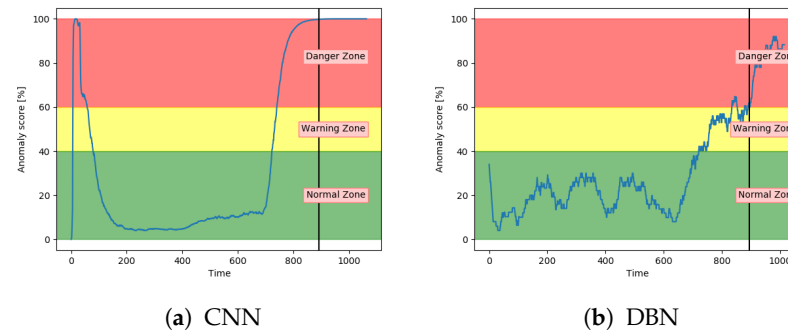 100
80
60
40
20
0
Anomaly score [%]
Danger Zone
Warning Zone
Normal Zone
0 200 400 600 800 1000
Time
(a) CNN
100
80
60
40
20
0
Anomaly score [%]
Danger Zon
Warning Zone
Normal Zone
0 200 400 600 800 1000
Time
(b) DBN